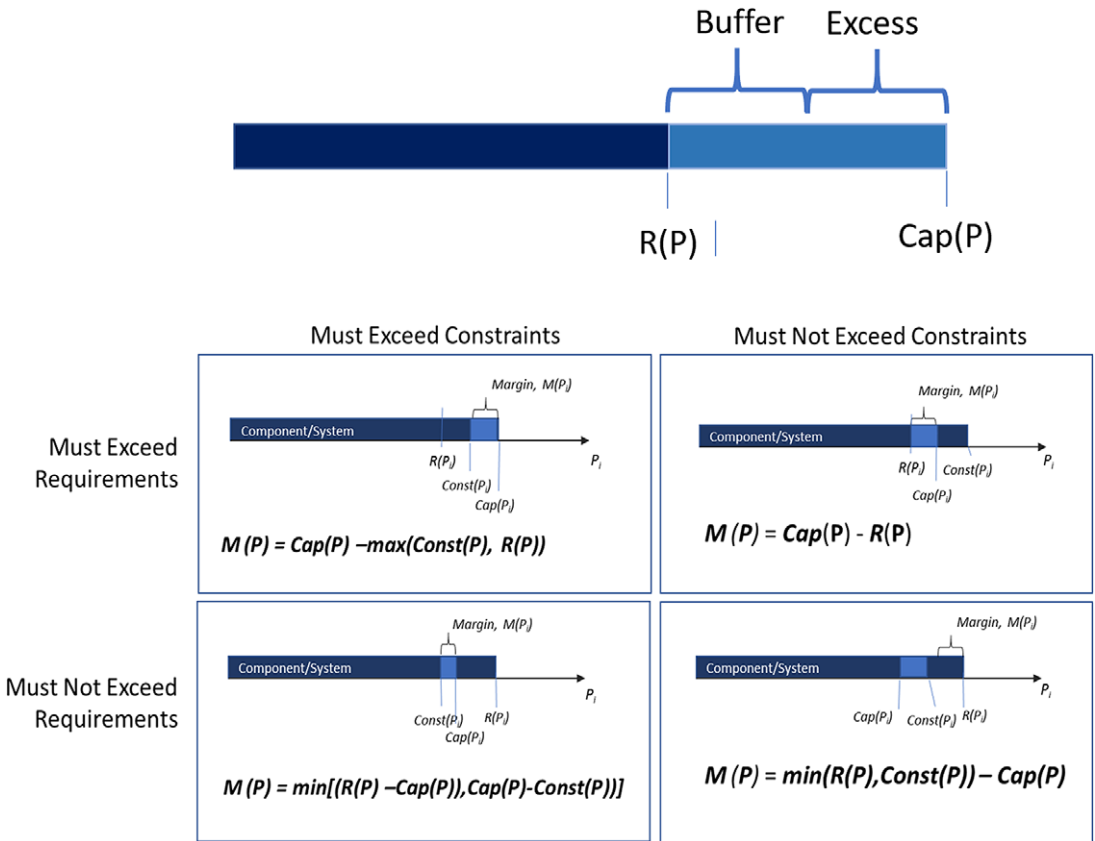 Buffer Excess
R(P) Cap(P)
Must Exceed Constraints Must Not Exceed Constraints
Must Exceed
Requirements
Margin, M(Pi)
Component/System
R(Pi)
Pi
Const(Pi)
Cap(Pi)
M (P) = Cap(P) –max(Const(P), R(P))
Margin, M(Pi)
Component/System
R(Pi) Const(Pi) Pi
Cap(Pi)
M (P) = Cap(P) - R(P)
Must Not Exceed
Requirements
Margin, M(Pi)
Component/System
Pi
Const(Pi) R(Pi)
Cap(Pi)
M (P) = min[(R(P) –Cap(P)),Cap(P)-Const(P))]
Margin, M(Pi)
Component/System
Pi
Cap(Pi) Const(Pi) R(Pi)
M (P) = min(R(P),Const(P)) – Cap(P)